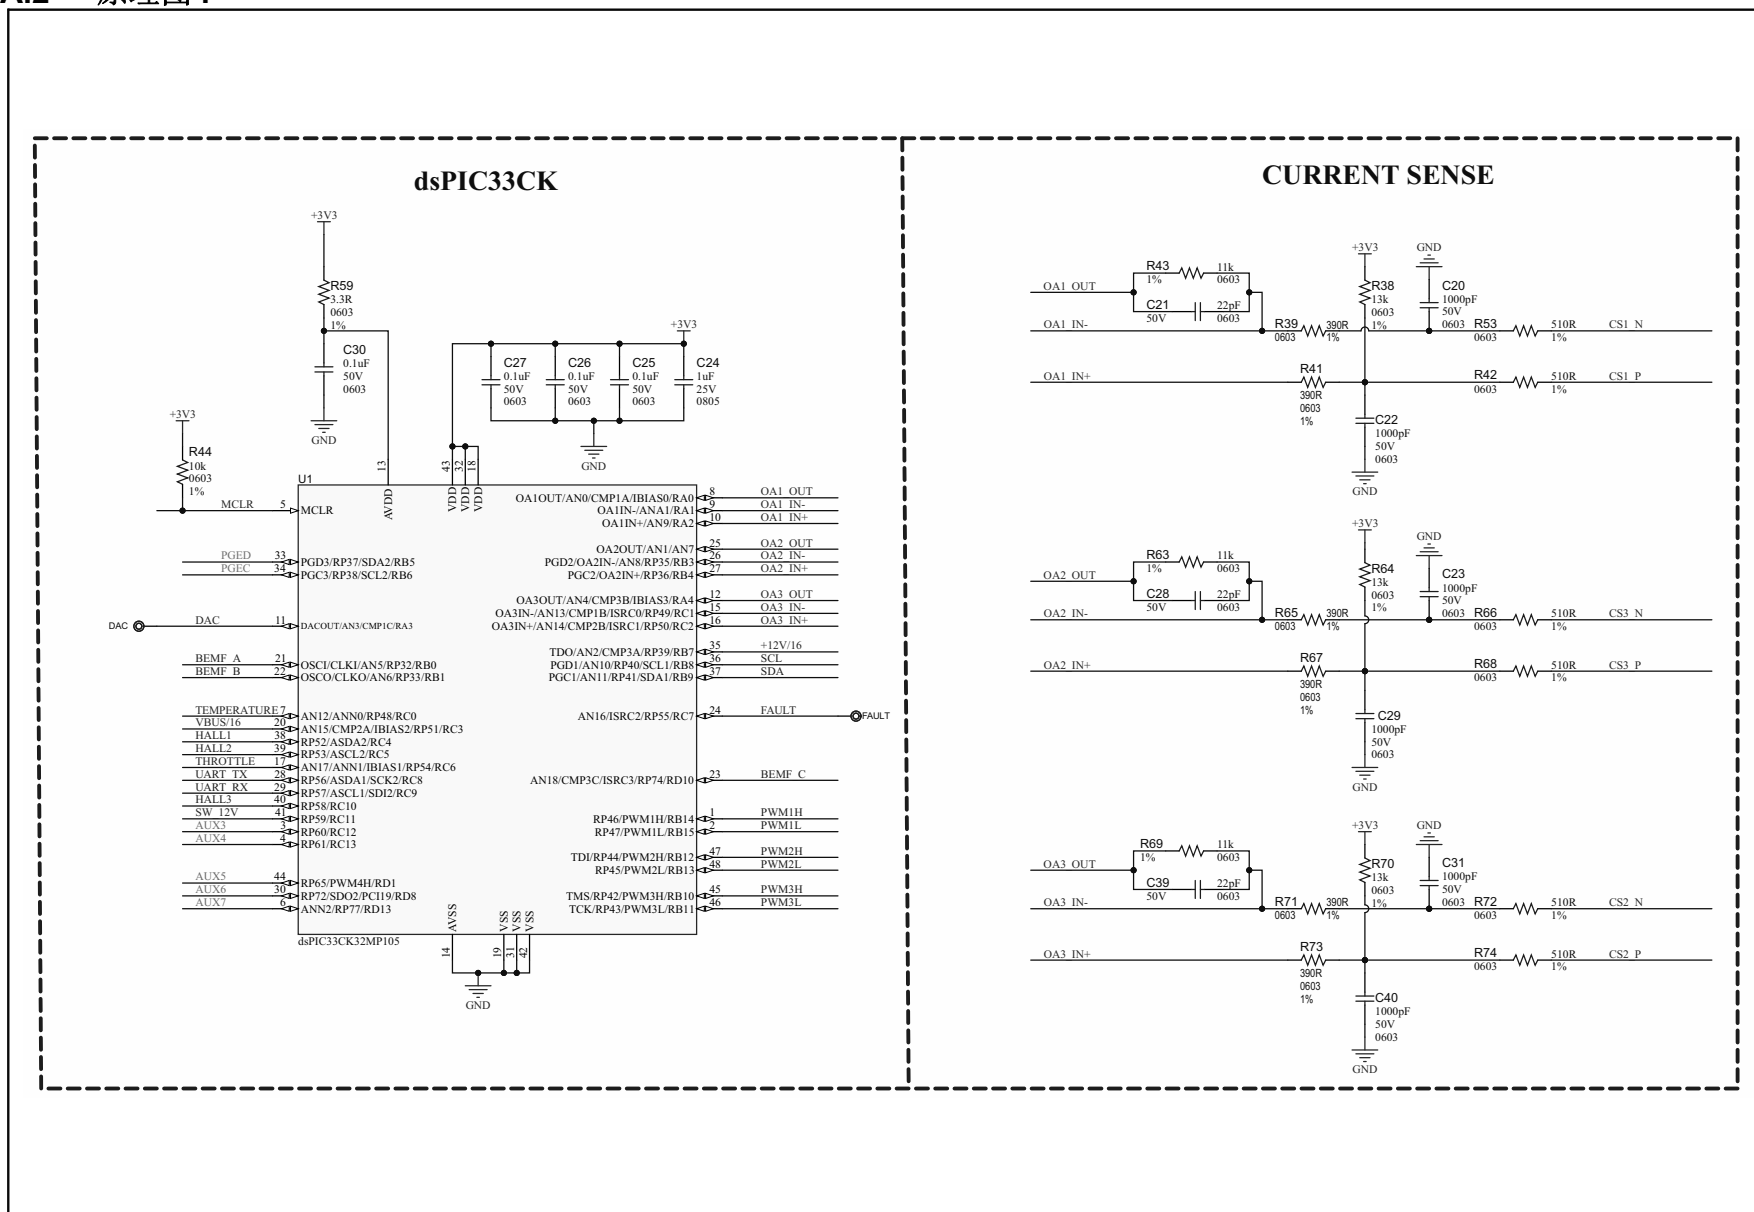 dsPIC33CK
+3V3
R59
3.3R
0603
1%
C30
0.1uF
50V
0603
GND
+3V3
C27
0.1uF
50V
0603
C26
0.1uF
50V
0603
C25
0.1uF
50V
0603
C24
1uF
25V
0805
GND
+3V3
R44
10k
0603
1%
U1
13
AVDD
43
VDD
32
VDD
18
VDD
MCLR 5 MCLR
PGED 33 PGD3/RP37/SDA2/RB5
PGEC 34 PGC3/RP38/SCL2/RB6
DAC DAC 11 DACOUT/AN3/CMP1C/RA3
BEMF_A 21 OSCI/CLKI/AN5/RP32/RB0
BEMF_B 22 OSCO/CLKO/AN6/RP33/RB1
TEMPERATURE 7 AN12/ANN0/RP48/RC0
VBUS/16 20 AN15/CMP2A/IBIAS2/RP51/RC3
HALL1 38 RP52/ASDA2/RC4
HALL2 39 RP53/ASCL2/RC5
THROTTLE 17 AN17/ANN1/IBIAS1/RP54/RC6
UART_TX 28 RP56/ASDA1/SCK2/RC8
UART_RX 29 RP57/ASCL1/SDI2/RC9
HALL3 40 RP58/RC10
SW_12V 41 RP59/RC11
AUX3 3 RP60/RC12
AUX4 4 RP61/RC13
AUX5 44 RP65/PWM4H/RD1
AUX6 30 RP72/SDO2/PCI19/RD8
AUX7 6 ANN2/RP77/RD13
OA1OUT/AN0/CMP1A/IBIAS0/RA0 8 OA1_OUT
OA1IN-/ANA1/RA1 9 OA1_IN-
OA1IN+/AN9/RA2 10 OA1_IN+
OA2OUT/AN1/AN7 25 OA2_OUT
PGD2/OA2IN-/AN8/RP35/RB3 26 OA2_IN-
PGC2/OA2IN+/RP36/RB4 27 OA2_IN+
OA3OUT/AN4/CMP3B/IBIAS3/RA4 12 OA3_OUT
OA3IN-/AN13/CMP1B/ISRC0/RP49/RC1 15 OA3_IN-
OA3IN+/AN14/CMP2B/ISRC1/RP50/RC2 16 OA3_IN+
TDO/AN2/CMP3A/RP39/RB7 35 +12V/16
PGD1/AN10/RP40/SCL1/RB8 36 SCL
PGC1/AN11/RP41/SDA1/RB9 37 SDA
AN16/ISRC2/RP55/RC7 24 FAULT FAULT
AN18/CMP3C/ISRC3/RP74/RD10 23 BEMF_C
RP46/PWM1H/RB14 1 PWM1H
RP47/PWM1L/RB15 2 PWM1L
TDI/RP44/PWM2H/RB12 47 PWM2H
RP45/PWM2L/RB13 48 PWM2L
TMS/RP42/PWM3H/RB10 45 PWM3H
TCK/RP43/PWM3L/RB11 46 PWM3L
AVSS
14
VSS
19
VSS
31
VSS
42
dsPIC33CK32MP105
GND
CURRENT SENSE
OA1_OUT
R43
1%
11k
0603
C21
50V
22pF
0603
OA1_IN-
R39
0603
390R
1%
+3V3
R38
13k
0603
1%
GND
C20
1000pF
50V
0603
R53
0603
510R
1%
CS1_N
OA1_IN+
R41
390R
0603
1%
R42
0603
510R
1%
CS1_P
C22
1000pF
50V
0603
GND
OA2_OUT
R63
1%
11k
0603
C28
50V
22pF
0603
OA2_IN-
R65
0603
390R
1%
+3V3
R64
13k
0603
1%
GND
C23
1000pF
50V
0603
R66
0603
510R
1%
CS3_N
OA2_IN+
R67
390R
0603
1%
R68
0603
510R
1%
CS3_P
C29
1000pF
50V
0603
GND
OA3_OUT
R69
1%
11k
0603
C39
50V
22pF
0603
OA3_IN-
R71
0603
390R
1%
+3V3
R70
13k
0603
1%
GND
C31
1000pF
50V
0603
R72
0603
510R
1%
CS2_N
OA3_IN+
R73
390R
0603
1%
R74
0603
510R
1%
CS2_P
C40
1000pF
50V
0603
GND